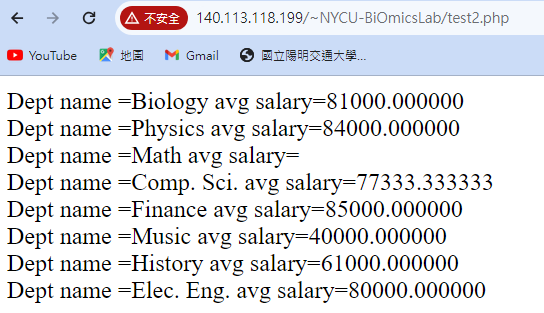 不安全 140.113.118.199/~NYCU-BiOmicsLab/test2.php
YouTube 地圖 Gmail 國立陽明交通大學...
Dept name =Biology avg salary=81000.000000
Dept name =Physics avg salary=84000.000000
Dept name =Math avg salary=
Dept name =Comp. Sci. avg salary=77333.333333
Dept name =Finance avg salary=85000.000000
Dept name =Music avg salary=40000.000000
Dept name =History avg salary=61000.000000
Dept name =Elec. Eng. avg salary=80000.000000